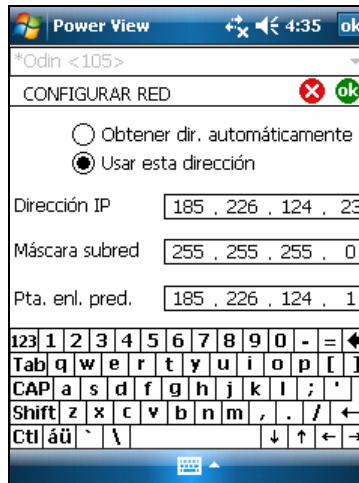 Power View 4:35 ok
*Odin <105>
CONFIGURAR RED ok
Obtener dir. automáticamente
Usar esta dirección
Dirección IP 185 . 226 . 124 . 23
Máscara subred 255 . 255 . 255 . 0
Pta. enl. pred. 185 . 226 . 124 . 1
123 1 2 3 4 5 6 7 8 9 0 - = ←
Tab q w e r t y u i o p [ ]
CAP a s d f g h j k l ; '
Shift z x c v b n m , . / ←
Ctl áü ` \ ↓ ↑ ← →